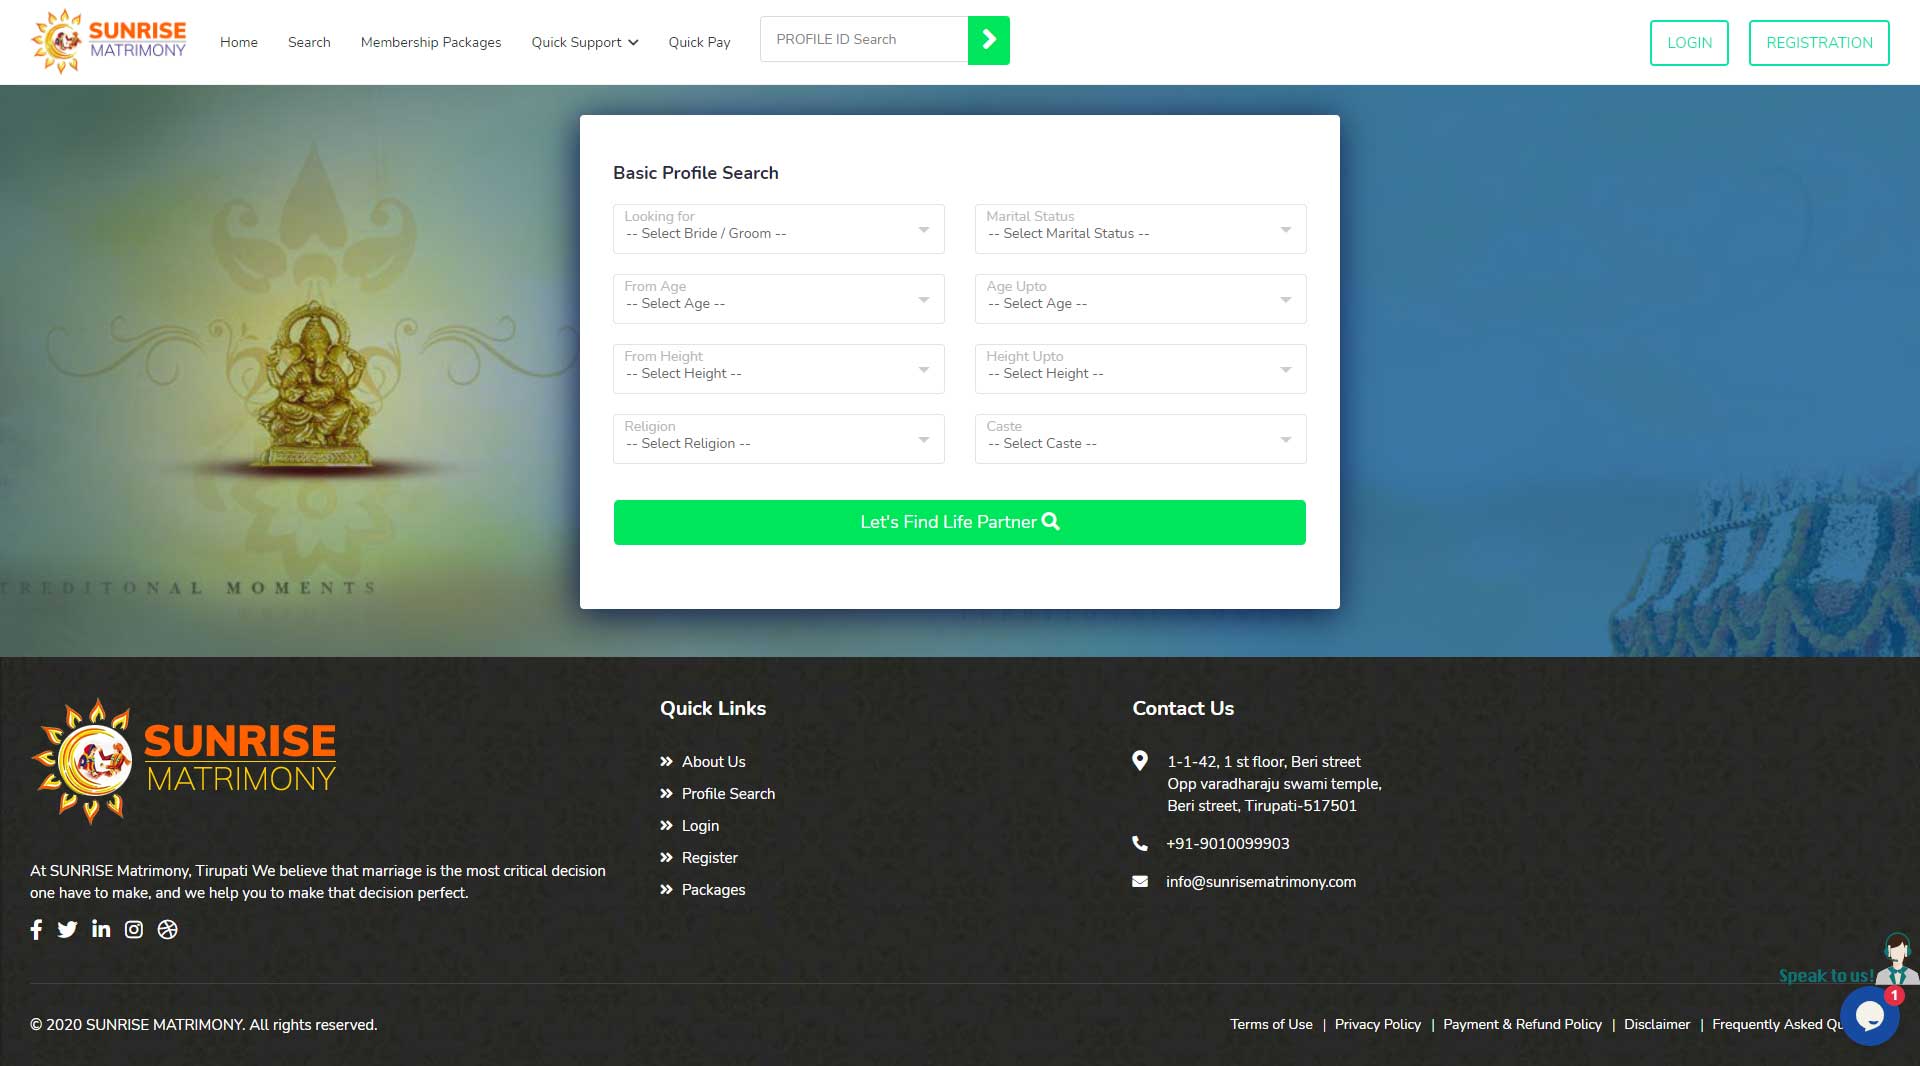 SUNRISE
MATRIMONY
Home
Search
Membership Packages
Quick Support
Quick Pay
PROFILE ID Search
LOGIN
REGISTRATION
Basic Profile Search
Looking for
-- Select Bride / Groom --
Marital Status
-- Select Marital Status --
From Age
-- Select Age --
Age Upto
-- Select Age --
From Height
-- Select Height --
Height Upto
-- Select Height --
Religion
-- Select Religion --
Caste
-- Select Caste --
Let's Find Life Partner
TREDITONAL MOMENTS
SUNRISE
MATRIMONY
At SUNRISE Matrimony, Tirupati We believe that marriage is the most critical decision
one have to make, and we help you to make that decision perfect.
Quick Links
About Us
Profile Search
Login
Register
Packages
Contact Us
1-1-42, 1 st floor, Beri street
Opp varadharaju swami temple,
Beri street, Tirupati-517501
+91-9010099903
info@sunrisematrimony.com
Speak to us!
1
© 2020 SUNRISE MATRIMONY. All rights reserved.
Terms of Use | Privacy Policy | Payment & Refund Policy | Disclaimer | Frequently Asked